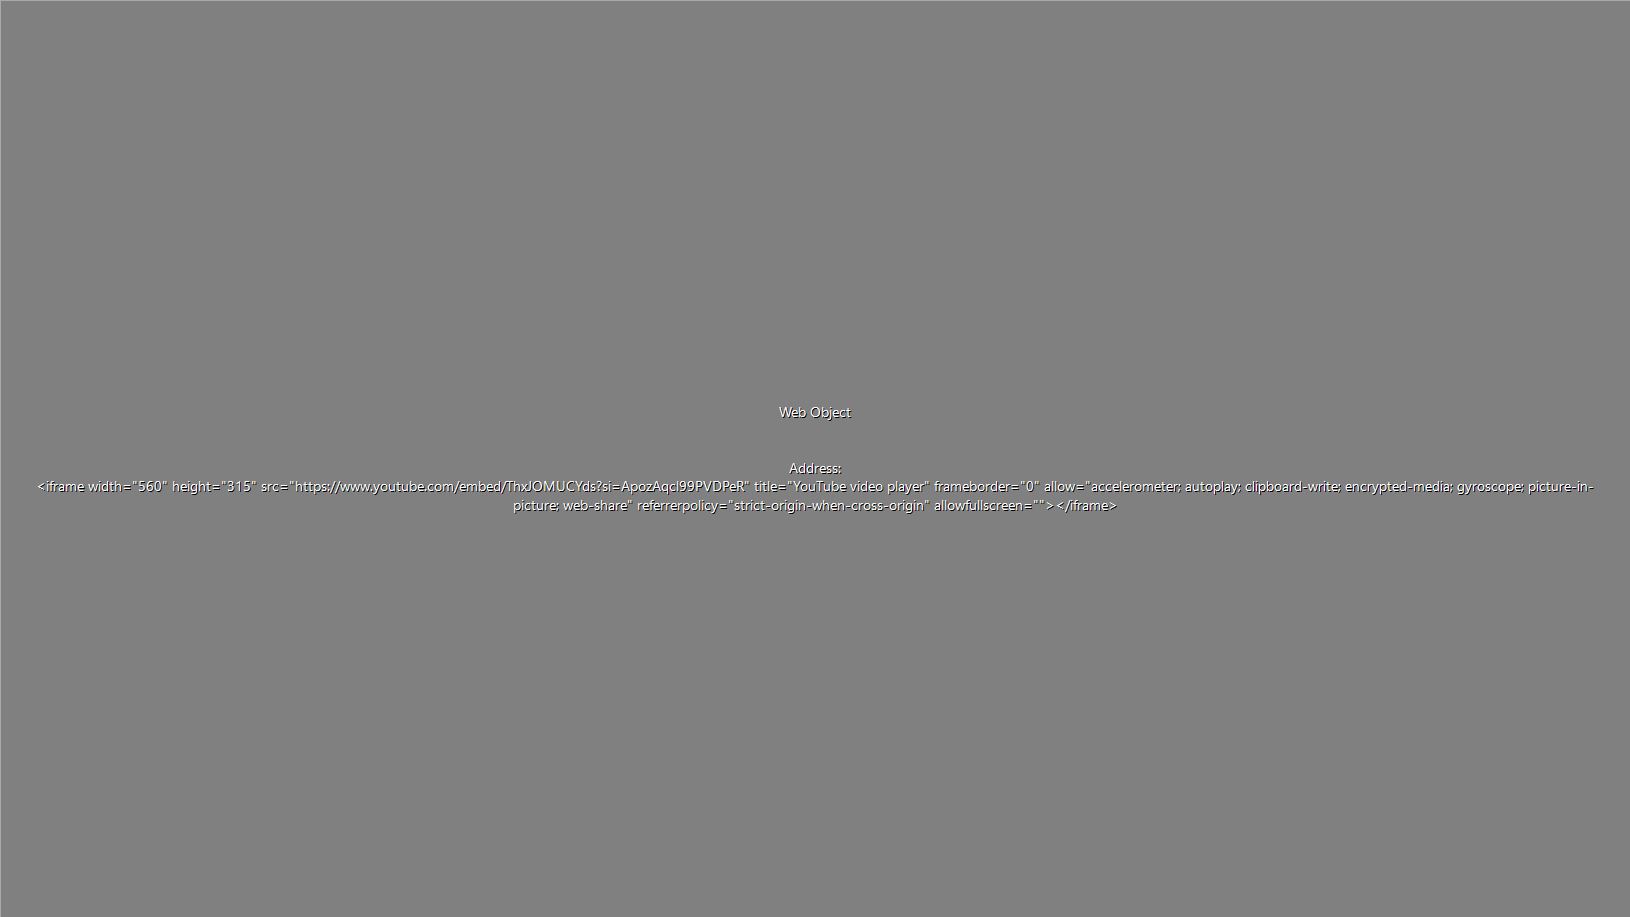 Web Object
Address:
<iframe width="560" height="315" src="https://www.youtube.com/embed/ThxJOMUCYds?si=ApozAqcl99PVDPeR" title="YouTube video player" frameborder="0" allow="accelerometer; autoplay; clipboard-write; encrypted-media; gyroscope; picture-in-
picture; web-share" referrerpolicy="strict-origin-when-cross-origin" allowfullscreen=""></iframe>